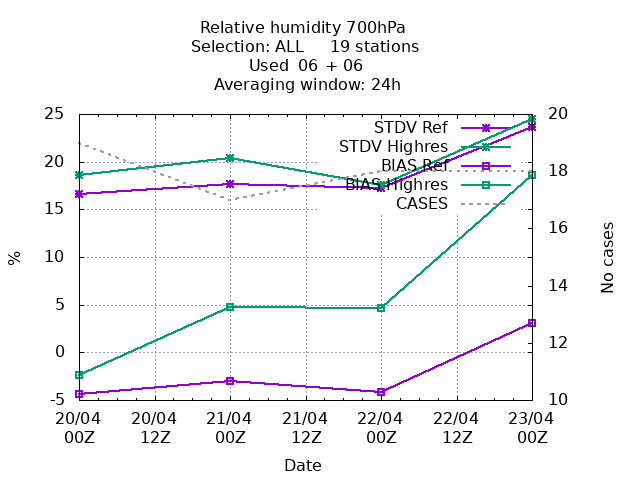 Relative humidity 700hPa
Selection: ALL     19 stations
Used  06 + 06
Averaging window: 24h
25
20
15
10
5
0
-5
%
20
18
16
14
12
10
No cases
STDV Ref
STDV Highres
BIAS Ref
BIAS Highres
CASES
20/04 20/04 21/04 21/04 22/04 22/04 23/04
00Z 12Z 00Z 12Z 00Z 12Z 00Z
Date